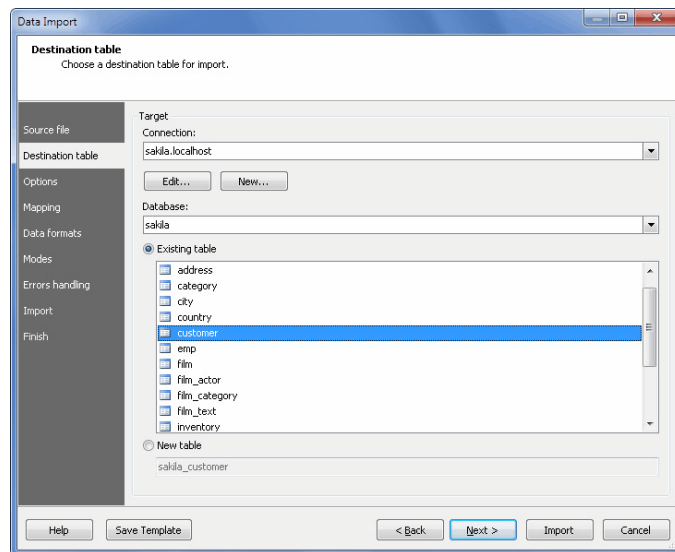 Data Import
Destination table
Choose a destination table for import.
Source file
Destination table
Options
Mapping
Data formats
Modes
Errors handling
Import
Finish
Target
Connection:
sakila.localhost
Edit...
New...
Database:
sakila
Existing table
address
category
city
country
customer
emp
film
film_actor
film_category
film_text
inventory
New table
sakila_customer
Help
Save Template
< Back
Next >
Import
Cancel